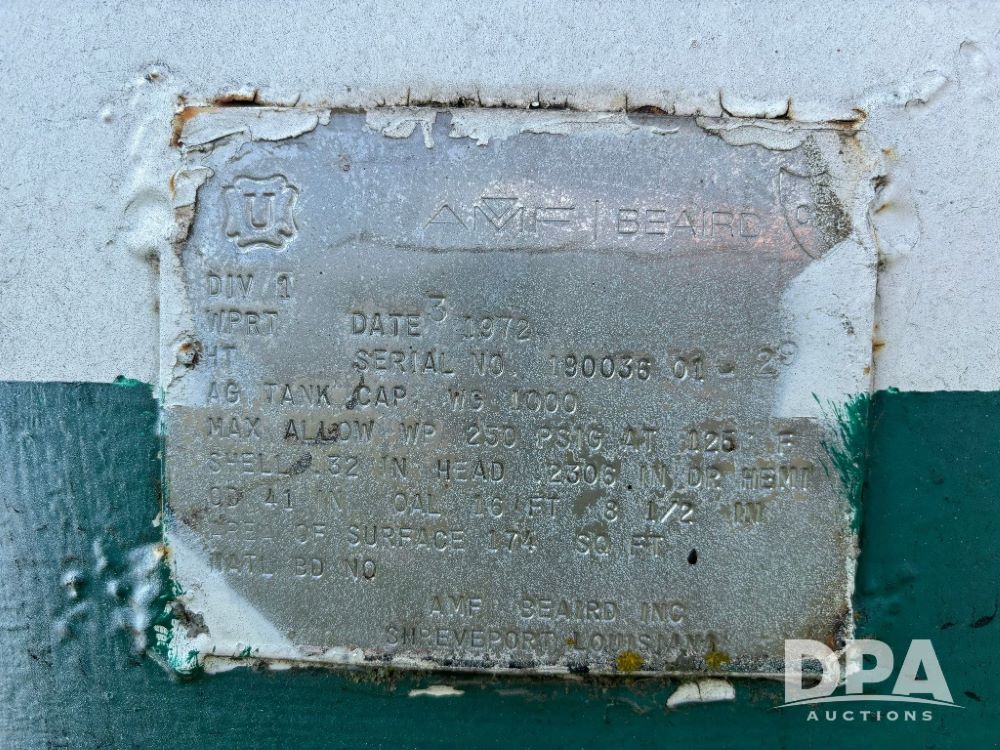 U AMF | BEAIRD
DIV 1
WPRT DATE 3 1972
HT SERIAL NO. 190036 01 - 29
AG TANK CAP. WG 1000
MAX ALLOW WP 250 PSIG AT 125 F
SHELL .32 IN HEAD .2306 IN DR HEMI
OD 41 IN OAL 16 FT 8 1/2 IN
AREA OF SURFACE 174 SQ FT
NATL BD NO
AMF BEAIRD INC
SHREVEPORT, LOUISIANA
DPA
AUCTIONS